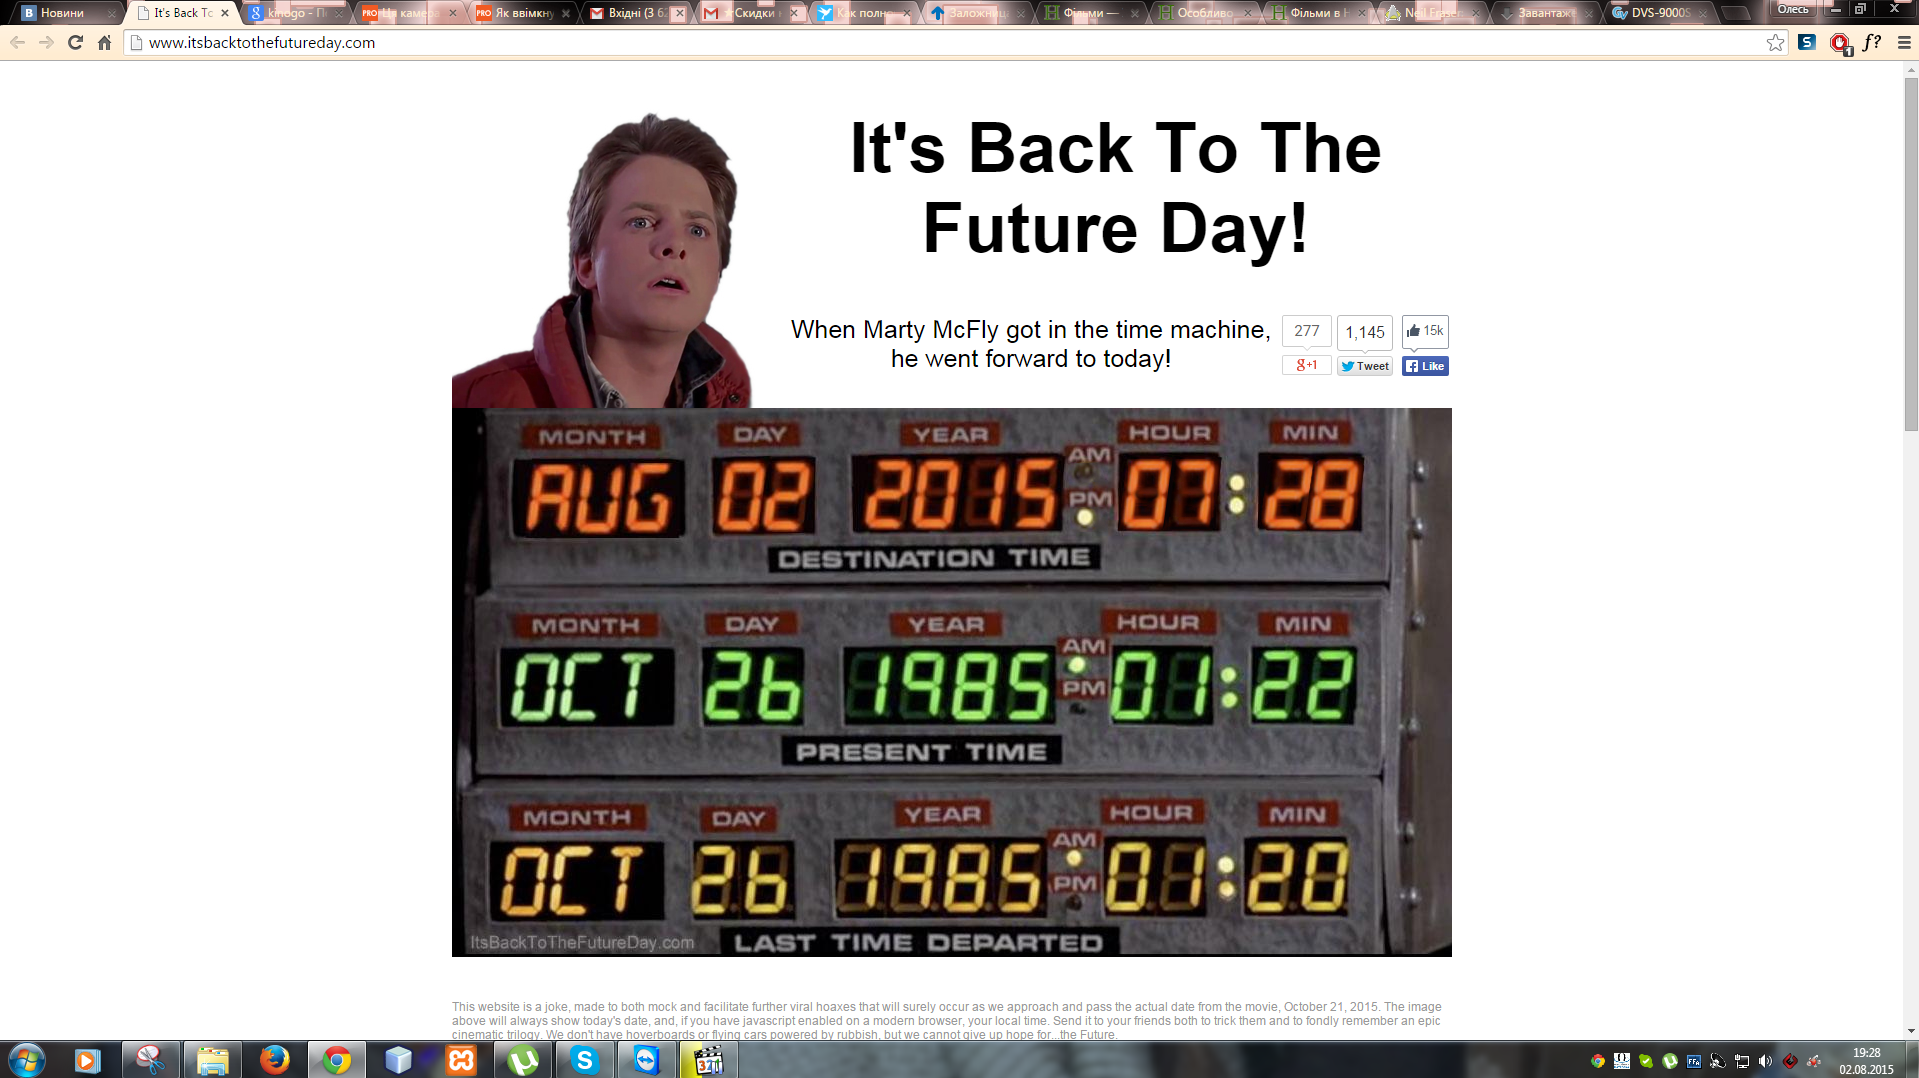 Новини
It's Back To
kinogo - П
PRO Ця камера
PRO Як ввімкну
Вхідні (3 б
Скидки
Как полно
Заложниц
Фільми —
Особливо
Фільми в Н
Neil Fraser
Завантаже
DVS-9000S
Олесь
www.itsbacktothefutureday.com
It's Back To The
Future Day!
When Marty McFly got in the time machine,
he went forward to today!
277 1,145 15k
g+1 Tweet Like
MONTH DAY YEAR AM PM HOUR MIN
AUG 02 2015 07:28
DESTINATION TIME
MONTH DAY YEAR AM PM HOUR MIN
OCT 26 1985 01:22
PRESENT TIME
MONTH DAY YEAR AM PM HOUR MIN
OCT 26 1985 01:20
ItsBackToTheFutureDay.com
LAST TIME DEPARTED
This website is a joke, made to both mock and facilitate further viral hoaxes that will surely occur as we approach and pass the actual date from the movie, October 21, 2015. The image
above will always show today's date, and, if you have javascript enabled on a modern browser, your local time. Send it to your friends both to trick them and to fondly remember an epic
cinematic trilogy. We don't have hoverboards or flying cars powered by rubbish, but we cannot give up hope for...the Future.
19:28
02.08.2015